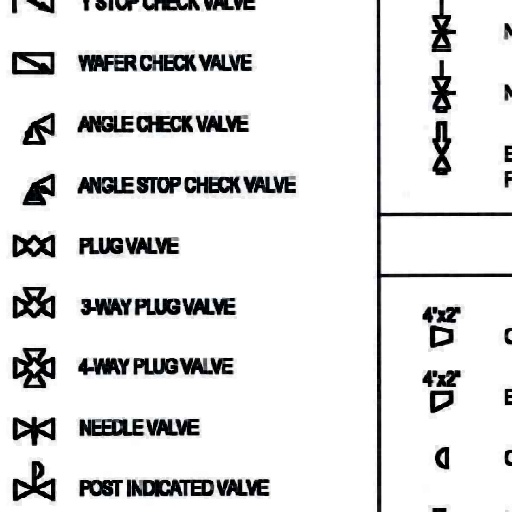 Y STOP CHECK VALVE
WAFER CHECK VALVE
ANGLE CHECK VALVE
ANGLE STOP CHECK VALVE
PLUG VALVE
3-WAY PLUG VALVE
4-WAY PLUG VALVE
NEEDLE VALVE
POST INDICATED VALVE
4"x2"
4"x2"